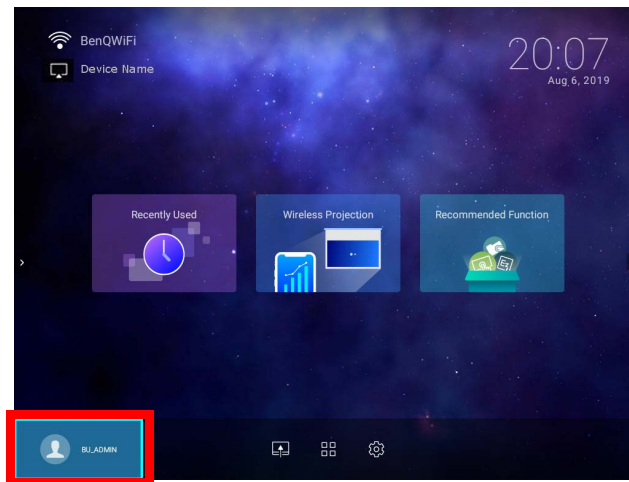 BenQWiFi
Device Name
20:07
Aug 6, 2019
Recently Used
Wireless Projection
Recommended Function
BU_ADMIN